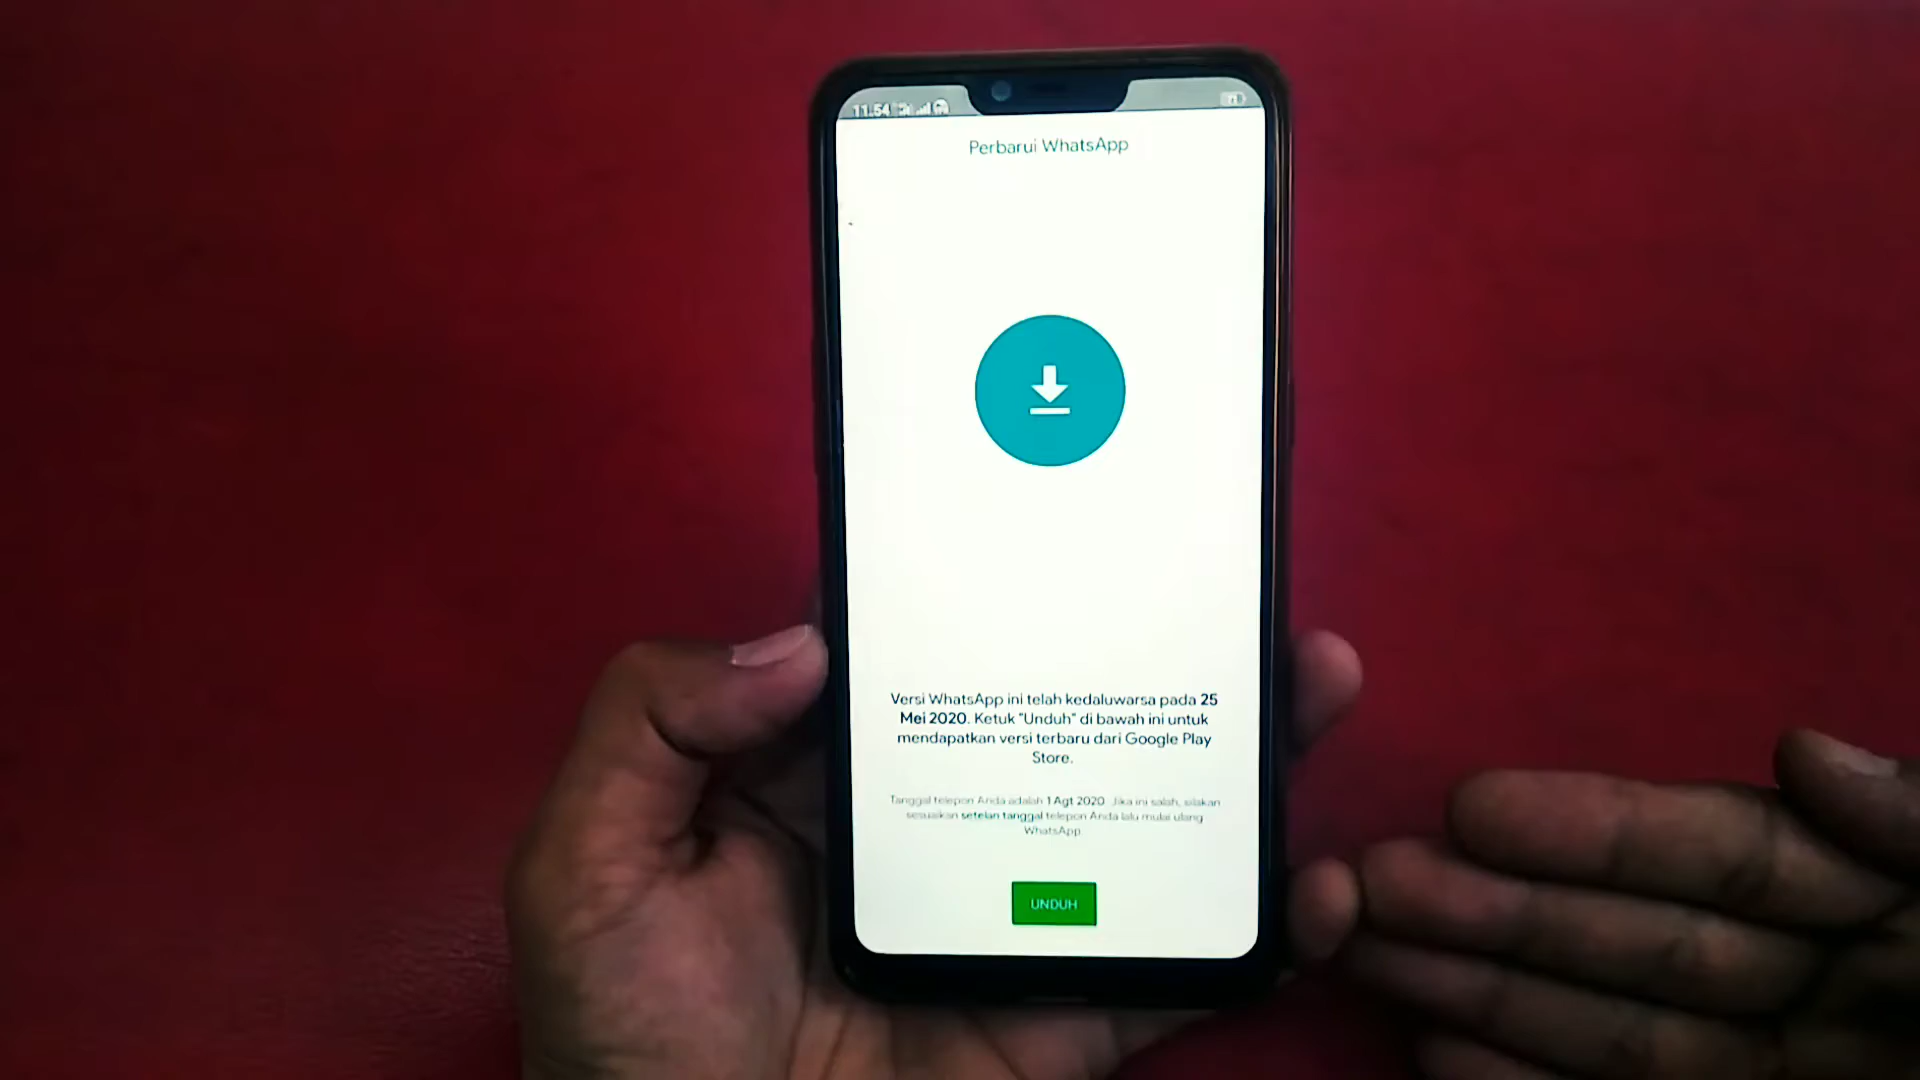 11.54
Perbarui WhatsApp
Versi WhatsApp ini telah kedaluwarsa pada 25
Mei 2020. Ketuk "Unduh" di bawah ini untuk
mendapatkan versi terbaru dari Google Play
Store.
Tanggal telepon Anda adalah 1 Agt 2020. Jika ini salah, silakan
sesuaikan setelan tanggal telepon Anda lalu mulai ulang
WhatsApp.
UNDUH